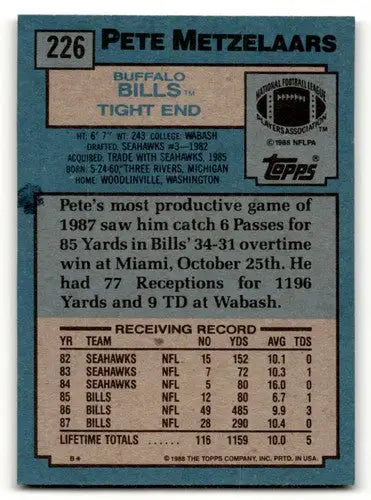 226
PETE METZELAARS
BUFFALO
BILLS™
TIGHT END
NATIONAL FOOTBALL LEAGUE
PLAYERS ASSOCIATION
©1988 NFLPA
Topps®
HT: 6' 7" WT: 243 COLLEGE: WABASH
DRAFTED: SEAHAWKS #3—1982
ACQUIRED: TRADE WITH SEAHAWKS, 1985
BORN: 5-24-60, THREE RIVERS, MICHIGAN
HOME: WOODINVILLE, WASHINGTON
Pete's most productive game of
1987 saw him catch 6 Passes for
85 Yards in Bills' 34-31 overtime
win at Miami, October 25th. He
had 77 Receptions for 1196
Yards and 9 TD at Wabash.
RECEIVING RECORD
YR TEAM NO YDS AVG TDS
82 SEAHAWKS NFL 15 152 10.1 0
83 SEAHAWKS NFL 7 72 10.3 1
84 SEAHAWKS NFL 5 80 16.0 0
85 BILLS NFL 12 80 6.7 1
86 BILLS NFL 49 485 9.9 3
87 BILLS NFL 28 290 10.4 0
LIFETIME TOTALS 116 1159 10.0 5
B* ©1988 THE TOPPS COMPANY, INC. PRTD. IN USA.